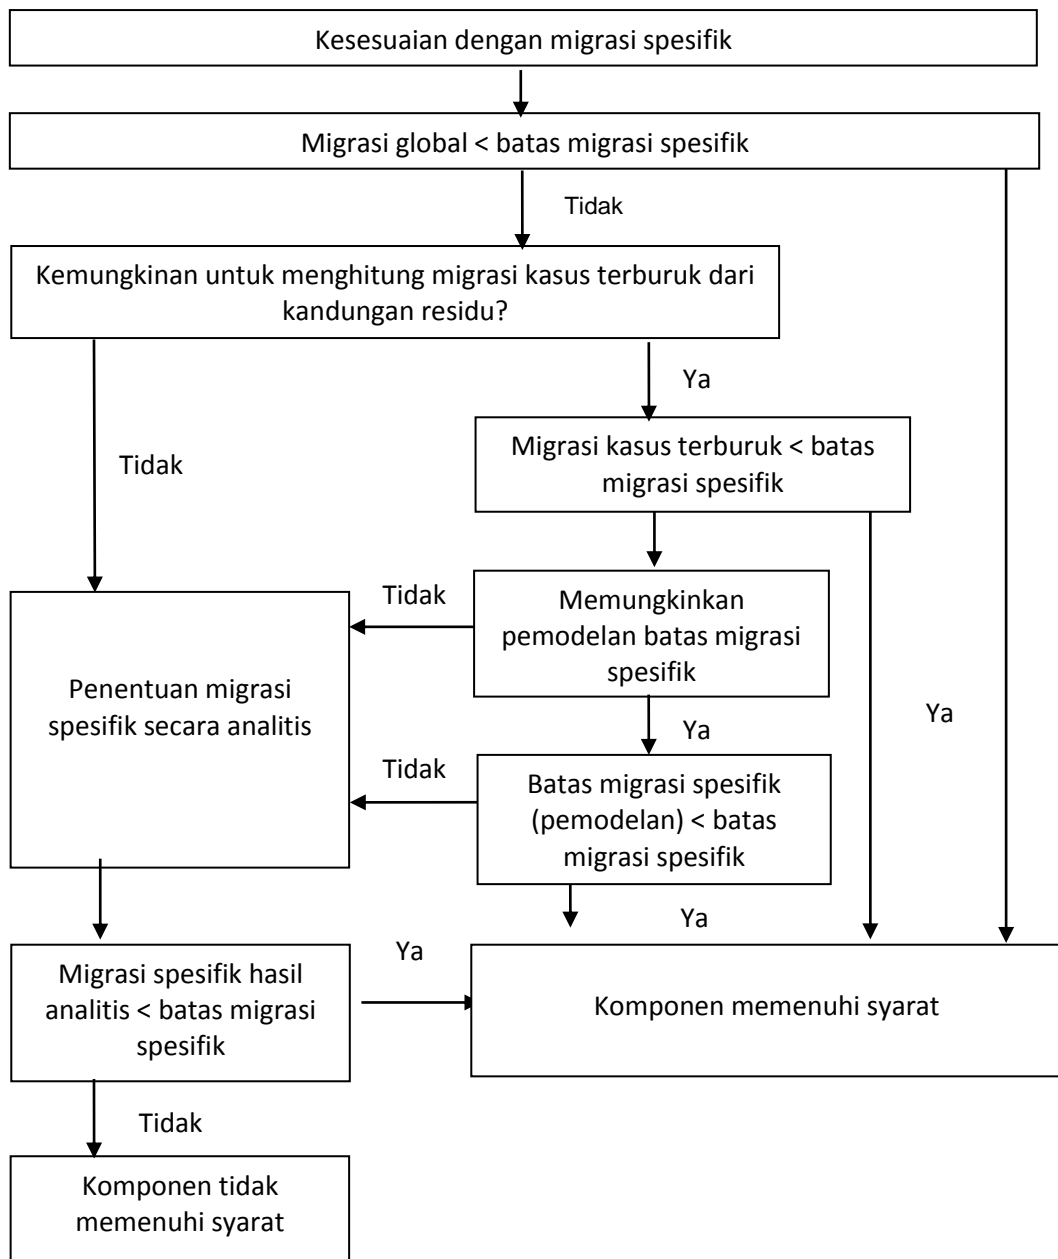 Kesesuaian dengan migrasi spesifik
Migrasi global < batas migrasi spesifik
Tidak
Kemungkinan untuk menghitung migrasi kasus terburuk dari
kandungan residu?
Ya
Tidak
Migrasi kasus terburuk < batas
migrasi spesifik
Tidak
Memungkinkan
pemodelan batas migrasi
spesifik
Penentuan migrasi
spesifik secara analitis
Ya
Ya
Tidak
Batas migrasi spesifik
(pemodelan) < batas
migrasi spesifik
Ya
Ya
Migrasi spesifik hasil
analitis < batas migrasi
spesifik
Komponen memenuhi syarat
Tidak
Komponen tidak
memenuhi syarat